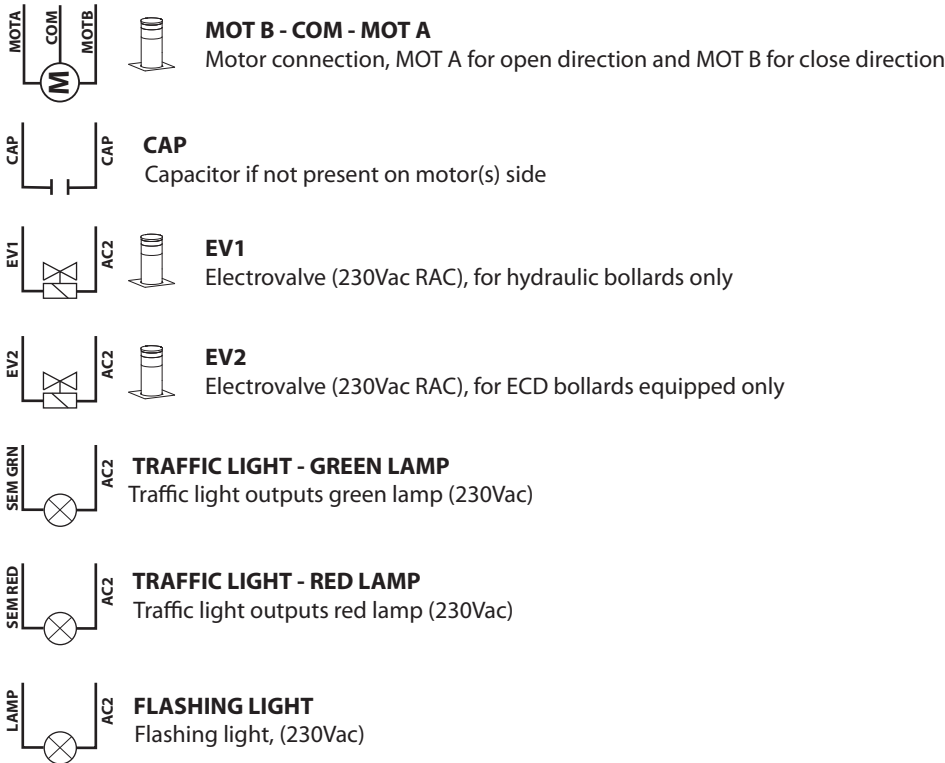 MOTA COM MOTB
M
MOT B - COM - MOT A
Motor connection, MOT A for open direction and MOT B for close direction
CAP CAP
CAP
Capacitor if not present on motor(s) side
EV1 AC2
EV1
Electrovalve (230Vac RAC), for hydraulic bollards only
EV2 AC2
EV2
Electrovalve (230Vac RAC), for ECD bollards equipped only
SEM GRN AC2
TRAFFIC LIGHT - GREEN LAMP
Traffic light outputs green lamp (230Vac)
SEM RED AC2
TRAFFIC LIGHT - RED LAMP
Traffic light outputs red lamp (230Vac)
LAMP AC2
FLASHING LIGHT
Flashing light, (230Vac)